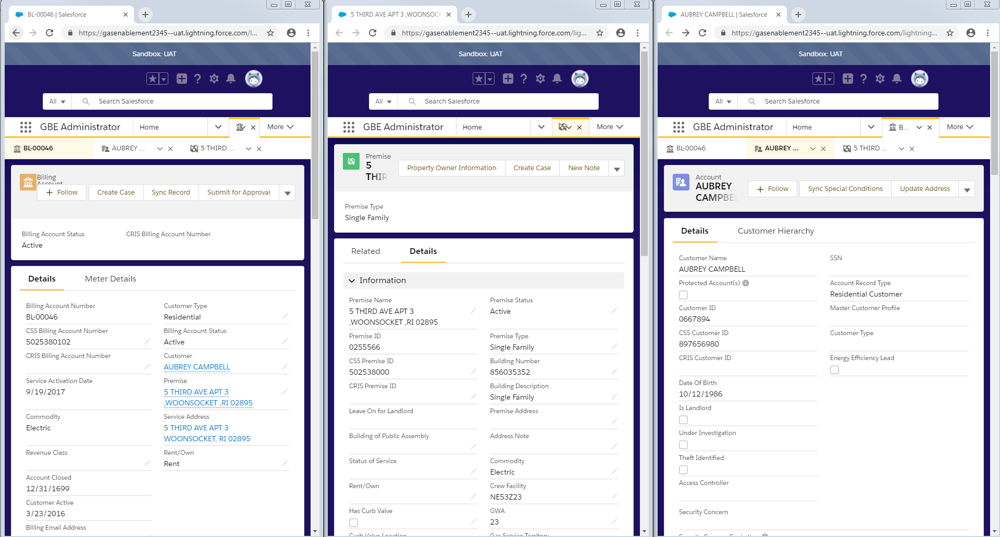 BL-00046 | Salesforce
https://gasenablement2345--uat.lightning.force.com/l...
Sandbox: UAT
All
Search Salesforce
GBE Administrator
Home
More
BL-00046
AUBREY ...
5 THIRD ...
Billing
Account
Follow
Create Case
Sync Record
Submit for Approval
Billing Account Status
CRIS Billing Account Number
Active
Details
Meter Details
Billing Account Number
Customer Type
BL-00046
Residential
CSS Billing Account Number
Billing Account Status
5025380102
Active
CRIS Billing Account Number
Customer
AUBREY CAMPBELL
Service Activation Date
Premise
9/19/2017
5 THIRD AVE APT 3
,WOONSOCKET ,RI 02895
Commodity
Service Address
Electric
5 THIRD AVE APT 3
WOONSOCKET, RI 02895
Revenue Class
Rent/Own
Rent
Account Closed
12/31/1699
Customer Active
3/23/2016
Billing Email Address
5 THIRD AVE APT 3 ,WOONSOCK
https://gasenablement2345--uat.lightning.force.com/lig...
Sandbox: UAT
All
Search Salesforce
GBE Administrator
Home
More
Premise
5
THIR
Property Owner Information
Create Case
New Note
Premise Type
Single Family
Related
Details
Information
Premise Name
Premise Status
5 THIRD AVE APT 3
,WOONSOCKET ,RI 02895
Active
Premise ID
Premise Type
0255566
Single Family
CSS Premise ID
Building Number
502538000
856035352
CRIS Premise ID
Building Description
Single Family
Leave On for Landlord
Premise Address
Building of Public Assembly
Address Note
Status of Service
Commodity
Electric
Rent/Own
Crew Facility
NE53Z23
Has Curb Valve
GWA
23
Curb Valve Location
Gas Service Territory
AUBREY CAMPBELL | Salesforce
https://gasenablement2345--uat.lightning.force.com/lightning...
Sandbox: UAT
All
Search Salesforce
GBE Administrator
Home
B...
More
BL-00046
AUBREY ...
5 THIRD ...
Account
AUBREY
CAMPBEL
Follow
Sync Special Conditions
Update Address
Details
Customer Hierarchy
Customer Name
SSN
AUBREY CAMPBELL
Protected Account(s)
Account Record Type
Residential Customer
Customer ID
Master Customer Profile
0667894
CSS Customer ID
Customer Type
897656980
CRIS Customer ID
Energy Efficiency Lead
Date Of Birth
10/12/1986
Is Landlord
Under Investigation
Theft Identified
Access Controller
Security Concern